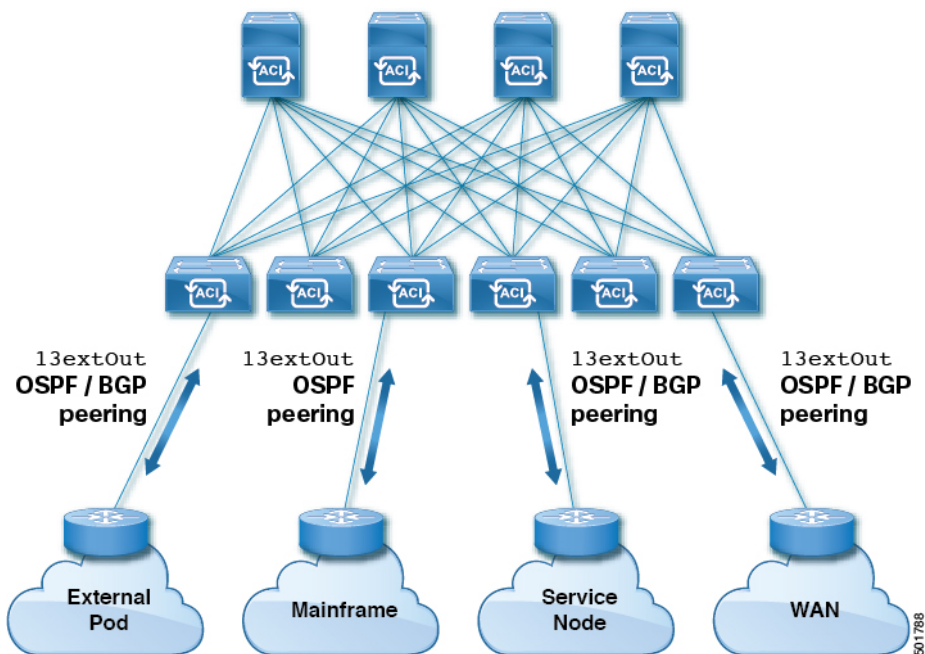 ACI
ACI
ACI
ACI
ACI
ACI
ACI
ACI
ACI
ACI
l3extOut
OSPF / BGP
peering
l3extOut
OSPF
peering
l3extOut
OSPF / BGP
peering
l3extOut
OSPF / BGP
peering
External
Pod
Mainframe
Service
Node
WAN
501788